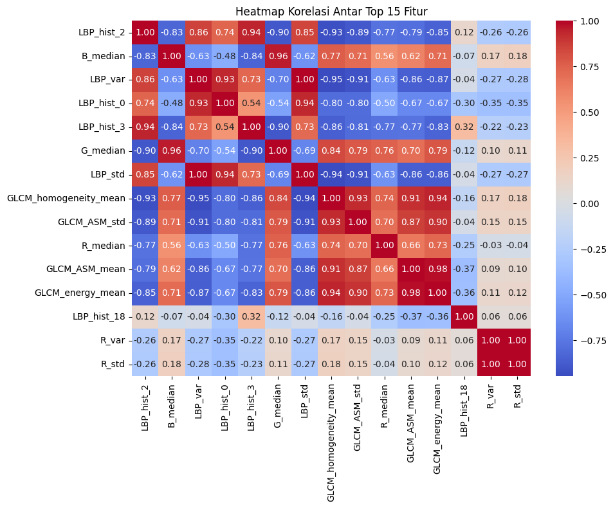 Heatmap Korelasi Antar Top 15 Fitur
LBP_hist_2 1.00 -0.83 0.86 0.74 0.94 -0.90 0.85 -0.93 -0.89 -0.77 -0.79 -0.85 0.12 -0.26 -0.26
B_median -0.83 1.00 -0.63 -0.48 -0.84 0.96 -0.62 0.77 0.71 0.56 0.62 0.71 -0.07 0.17 0.18
LBP_var 0.86 -0.63 1.00 0.93 0.73 -0.70 1.00 -0.95 -0.91 -0.63 -0.86 -0.87 -0.04 -0.27 -0.28
LBP_hist_0 0.74 -0.48 0.93 1.00 0.54 -0.54 0.94 -0.80 -0.80 -0.50 -0.67 -0.67 -0.30 -0.35 -0.35
LBP_hist_3 0.94 -0.84 0.73 0.54 1.00 -0.90 0.73 -0.86 -0.81 -0.77 -0.77 -0.83 0.32 -0.22 -0.23
G_median -0.90 0.96 -0.70 -0.54 -0.90 1.00 -0.69 0.84 0.79 0.76 0.70 0.79 -0.12 0.10 0.11
LBP_std 0.85 -0.62 1.00 0.94 0.73 -0.69 1.00 -0.94 -0.91 -0.63 -0.86 -0.86 -0.04 -0.27 -0.27
GLCM_homogeneity_mean -0.93 0.77 -0.95 -0.80 -0.86 0.84 -0.94 1.00 0.93 0.74 0.91 0.94 -0.16 0.17 0.18
GLCM_ASM_std -0.89 0.71 -0.91 -0.80 -0.81 0.79 -0.91 0.93 1.00 0.70 0.87 0.90 -0.04 0.15 0.15
R_median -0.77 0.56 -0.63 -0.50 -0.77 0.76 -0.63 0.74 0.70 1.00 0.66 0.73 -0.25 -0.03 -0.04
GLCM_ASM_mean -0.79 0.62 -0.86 -0.67 -0.77 0.70 -0.86 0.91 0.87 0.66 1.00 0.98 -0.37 0.09 0.10
GLCM_energy_mean -0.85 0.71 -0.87 -0.67 -0.83 0.79 -0.86 0.94 0.90 0.73 0.98 1.00 -0.36 0.11 0.12
LBP_hist_18 0.12 -0.07 -0.04 -0.30 0.32 -0.12 -0.04 -0.16 -0.04 -0.25 -0.37 -0.36 1.00 0.06 0.06
R_var -0.26 0.17 -0.27 -0.35 -0.22 0.10 -0.27 0.17 0.15 -0.03 0.09 0.11 0.06 1.00 1.00
R_std -0.26 0.18 -0.28 -0.35 -0.23 0.11 -0.27 0.18 0.15 -0.04 0.10 0.12 0.06 1.00 1.00
LBP_hist_2
B_median
LBP_var
LBP_hist_0
LBP_hist_3
G_median
LBP_std
GLCM_homogeneity_mean
GLCM_ASM_std
R_median
GLCM_ASM_mean
GLCM_energy_mean
LBP_hist_18
R_var
R_std
1.00
0.75
0.50
0.25
0.00
−0.25
−0.50
−0.75